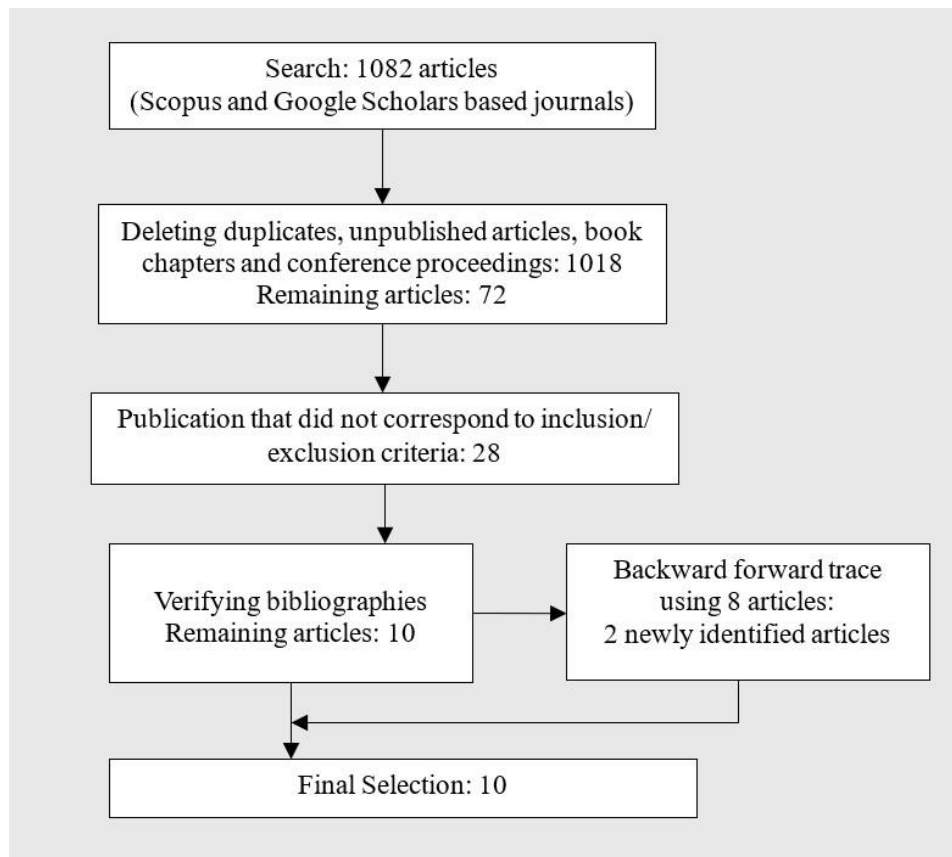 Search: 1082 articles
(Scopus and Google Scholars based journals)
Deleting duplicates, unpublished articles, book
chapters and conference proceedings: 1018
Remaining articles: 72
Publication that did not correspond to inclusion/
exclusion criteria: 28
Verifying bibliographies
Remaining articles: 10
Backward forward trace
using 8 articles:
2 newly identified articles
Final Selection: 10